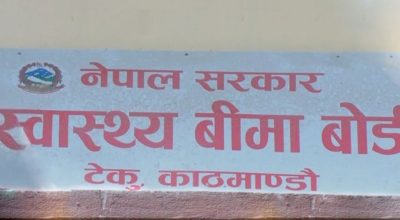 नेपाल सरकार
स्वास्थ्य बीमा बोर्ड
टेकु, काठमाण्डौ